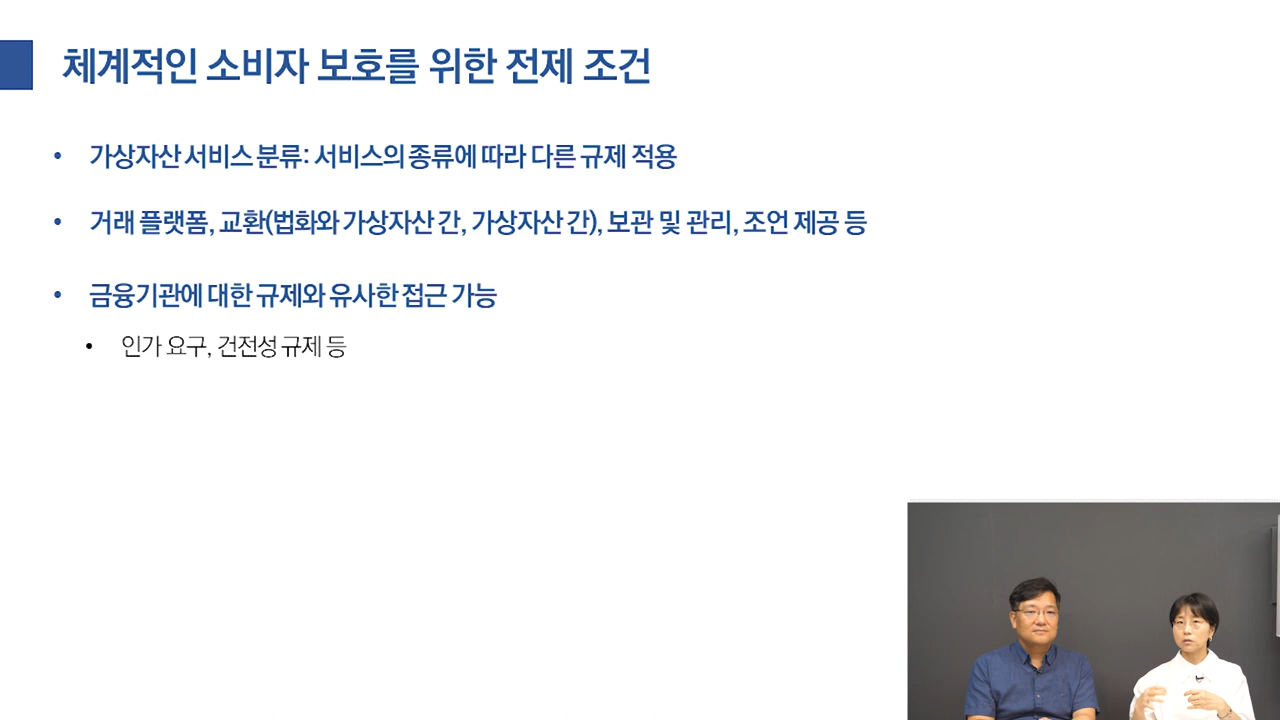 체계적인 소비자 보호를 위한 전제 조건
• 가상자산 서비스 분류: 서비스의 종류에 따라 다른 규제 적용
• 거래 플랫폼, 교환(법화와 가상자산 간, 가상자산 간), 보관 및 관리, 조언 제공 등
• 금융기관에 대한 규제와 유사한 접근 가능
• 인가 요구, 건전성 규제 등